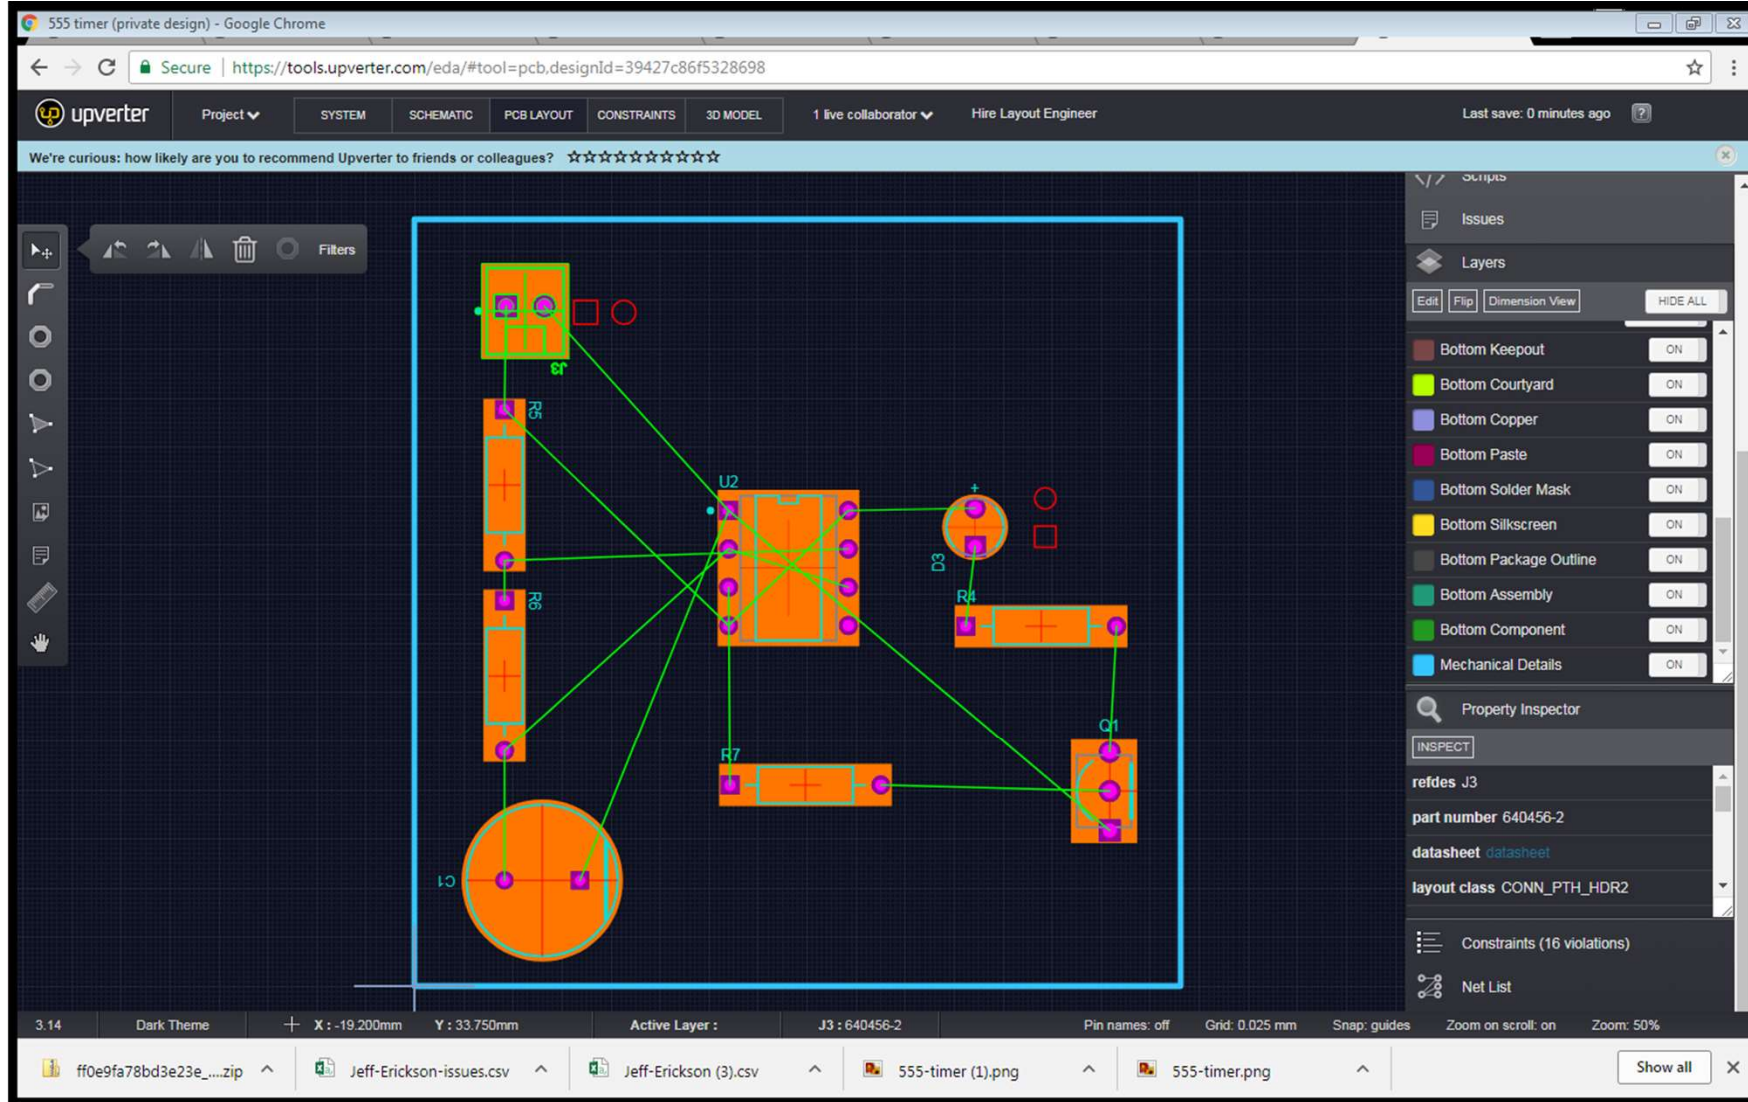 555 timer (private design) - Google Chrome
Secure | https://tools.upverter.com/eda/#tool=pcb,designId=39427c86f5328698
upverter Project SYSTEM SCHEMATIC PCB LAYOUT CONSTRAINTS 3D MODEL 1 live collaborator Hire Layout Engineer Last save: 0 minutes ago ?
We're curious: how likely are you to recommend Upverter to friends or colleagues?
Filters
J3
R5
U2
+
D3
R6
R4
Q1
R7
C1
Scripts
Issues
Layers
Edit Flip Dimension View HIDE ALL
Bottom Keepout ON
Bottom Courtyard ON
Bottom Copper ON
Bottom Paste ON
Bottom Solder Mask ON
Bottom Silkscreen ON
Bottom Package Outline ON
Bottom Assembly ON
Bottom Component ON
Mechanical Details ON
Property Inspector
INSPECT
refdes J3
part number 640456-2
datasheet datasheet
layout class CONN_PTH_HDR2
Constraints (16 violations)
Net List
3.14 Dark Theme X : -19.200mm Y : 33.750mm Active Layer : J3 : 640456-2 Pin names: off Grid: 0.025 mm Snap: guides Zoom on scroll: on Zoom: 50%
ff0e9fa78bd3e23e_....zip Jeff-Erickson-issues.csv Jeff-Erickson (3).csv 555-timer (1).png 555-timer.png Show all